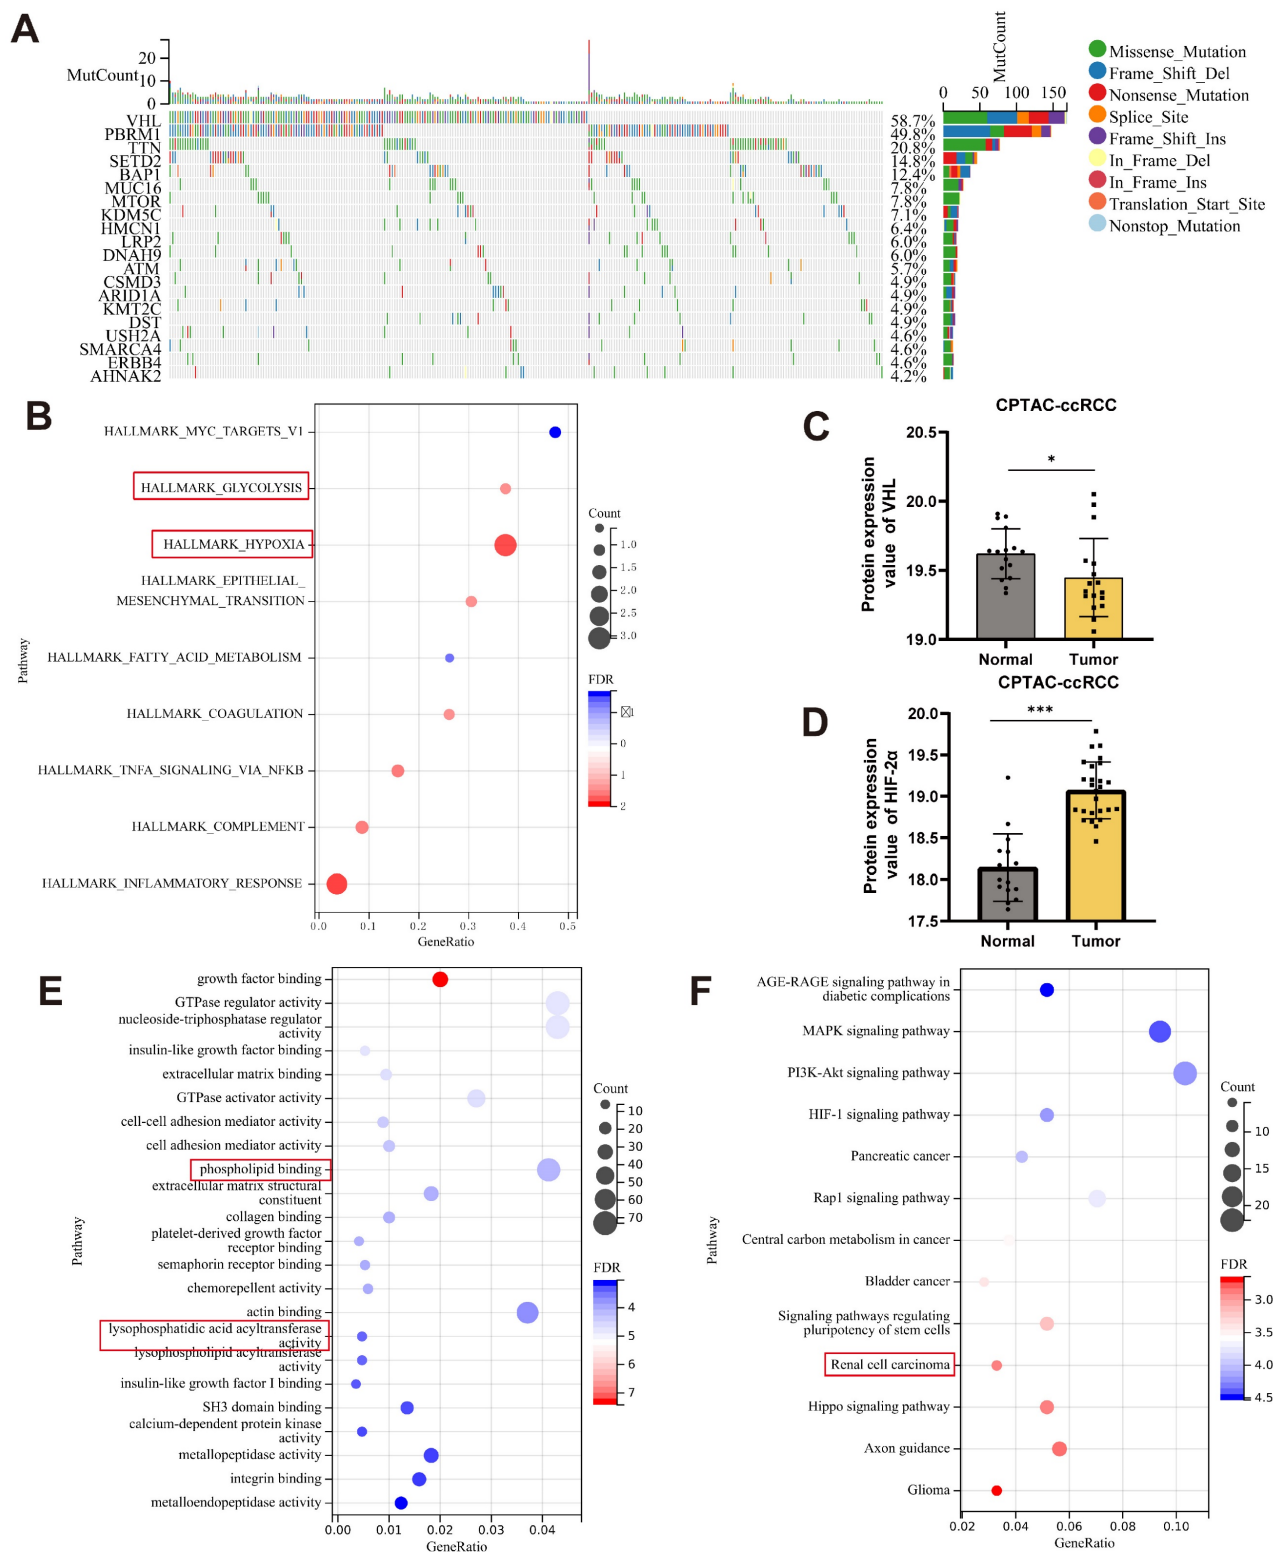 A
MutCount
20
10
0
MutCount
0 50 100 150
VHL 58.7%
PBRM1 49.8%
TTN 20.8%
SETD2 14.8%
BAP1 12.4%
MUC16 7.8%
MTOR 7.8%
KDM5C 7.1%
HMCN1 6.4%
LRP2 6.0%
DNAH9 6.0%
ATM 5.7%
CSMD3 4.9%
ARID1A 4.9%
KMT2C 4.9%
DST 4.9%
USH2A 4.6%
SMARCA4 4.6%
ERBB4 4.6%
AHNAK2 4.2%
Missense_Mutation
Frame_Shift_Del
Nonsense_Mutation
Splice_Site
Frame_Shift_Ins
In_Frame_Del
In_Frame_Ins
Translation_Start_Site
Nonstop_Mutation
B
Pathway
HALLMARK_MYC_TARGETS_V1
HALLMARK_GLYCOLYSIS
HALLMARK_HYPOXIA
HALLMARK_EPITHELIAL_
MESENCHYMAL_TRANSITION
HALLMARK_FATTY_ACID_METABOLISM
HALLMARK_COAGULATION
HALLMARK_TNFA_SIGNALING_VIA_NFKB
HALLMARK_COMPLEMENT
HALLMARK_INFLAMMATORY_RESPONSE
0.0 0.1 0.2 0.3 0.4 0.5
GeneRatio
Count
1.0
1.5
2.0
2.5
3.0
FDR
1
0
1
2
C
CPTAC-ccRCC
Protein expression
value of VHL
20.5
20.0
19.5
19.0
*
Normal Tumor
D
CPTAC-ccRCC
Protein expression
value of HIF-2α
20.0
19.5
19.0
18.5
18.0
17.5
***
Normal Tumor
E
Pathway
growth factor binding
GTPase regulator activity
nucleoside-triphosphatase regulator
activity
insulin-like growth factor binding
extracellular matrix binding
GTPase activator activity
cell-cell adhesion mediator activity
cell adhesion mediator activity
phospholipid binding
extracellular matrix structural
constituent
collagen binding
platelet-derived growth factor
receptor binding
semaphorin receptor binding
chemorepellent activity
actin binding
lysophosphatidic acid acyltransferase
activity
lysophospholipid acyltransferase
activity
insulin-like growth factor I binding
SH3 domain binding
calcium-dependent protein kinase
activity
metallopeptidase activity
integrin binding
metalloendopeptidase activity
0.00 0.01 0.02 0.03 0.04
GeneRatio
Count
10
20
30
40
50
60
70
FDR
4
5
6
7
F
Pathway
AGE-RAGE signaling pathway in
diabetic complications
MAPK signaling pathway
PI3K-Akt signaling pathway
HIF-1 signaling pathway
Pancreatic cancer
Rap1 signaling pathway
Central carbon metabolism in cancer
Bladder cancer
Signaling pathways regulating
pluripotency of stem cells
Renal cell carcinoma
Hippo signaling pathway
Axon guidance
Glioma
0.02 0.04 0.06 0.08 0.10
GeneRatio
Count
10
15
20
FDR
3.0
3.5
4.0
4.5